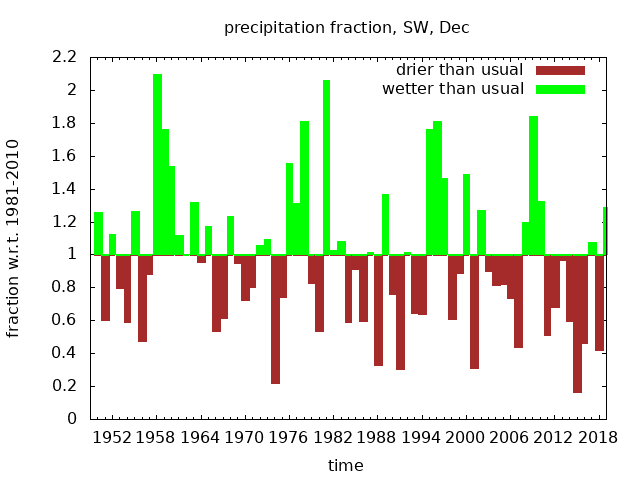 precipitation fraction, SW, Dec
drier than usual
wetter than usual
fraction w.r.t. 1981-2010
2.2
2
1.8
1.6
1.4
1.2
1
0.8
0.6
0.4
0.2
0
1952 1958 1964 1970 1976 1982 1988 1994 2000 2006 2012 2018
time